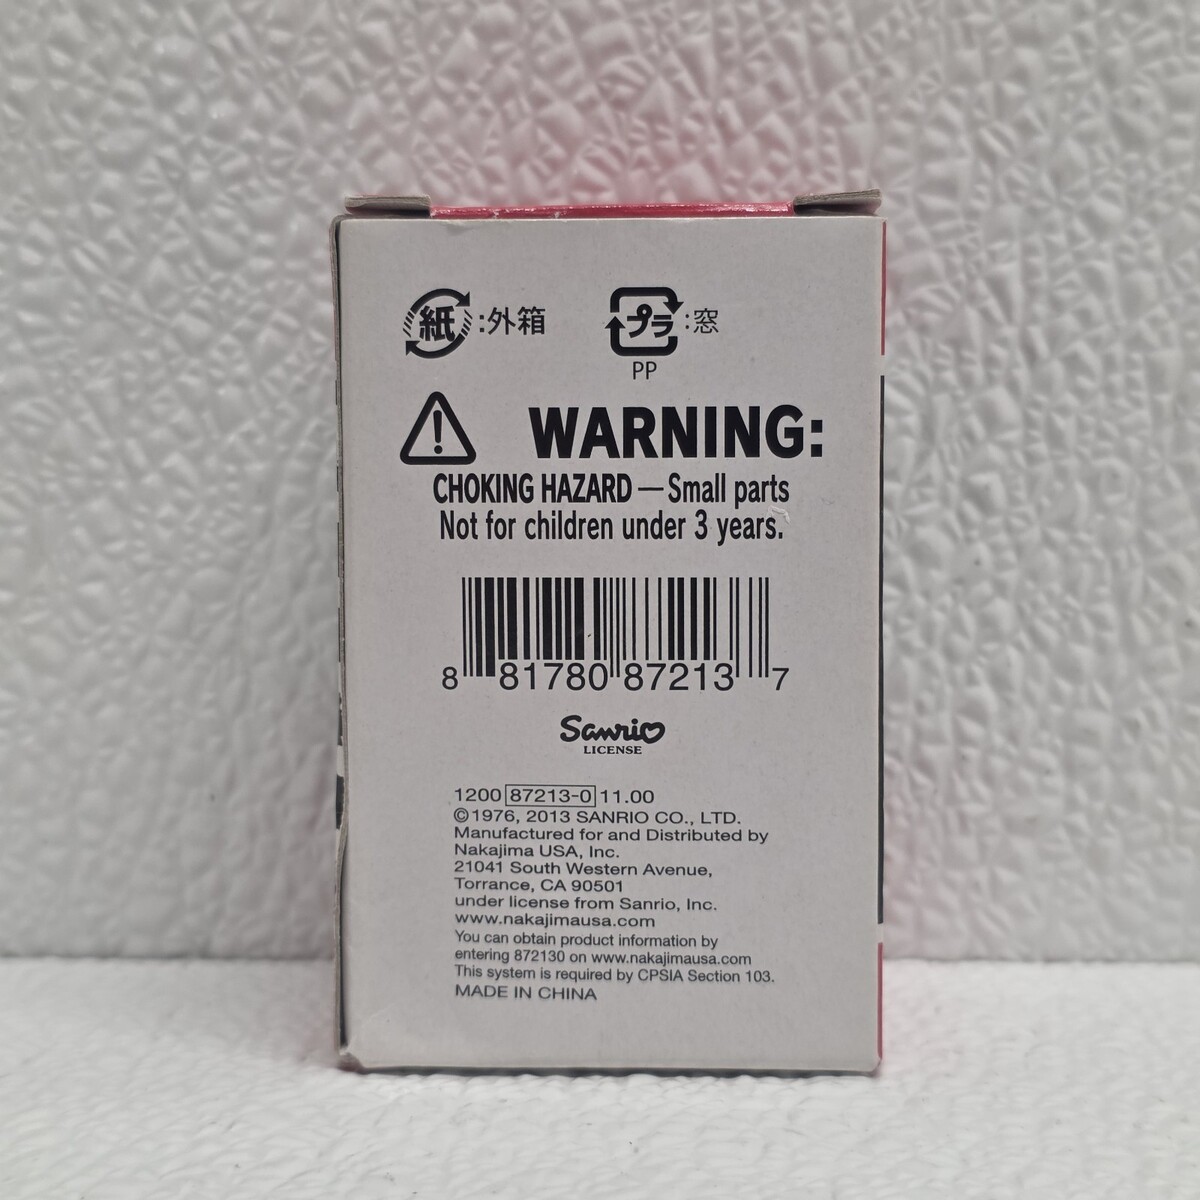 紙:外箱 プラ:窓
PP
WARNING:
CHOKING HAZARD — Small parts
Not for children under 3 years.
8 81780 87213 7
Sanrio
LICENSE
1200 87213-0 11.00
©1976, 2013 SANRIO CO., LTD.
Manufactured for and Distributed by
Nakajima USA, Inc.
21041 South Western Avenue,
Torrance, CA 90501
under license from Sanrio, Inc.
www.nakajimausa.com
You can obtain product information by
entering 872130 on www.nakajimausa.com
This system is required by CPSIA Section 103.
MADE IN CHINA